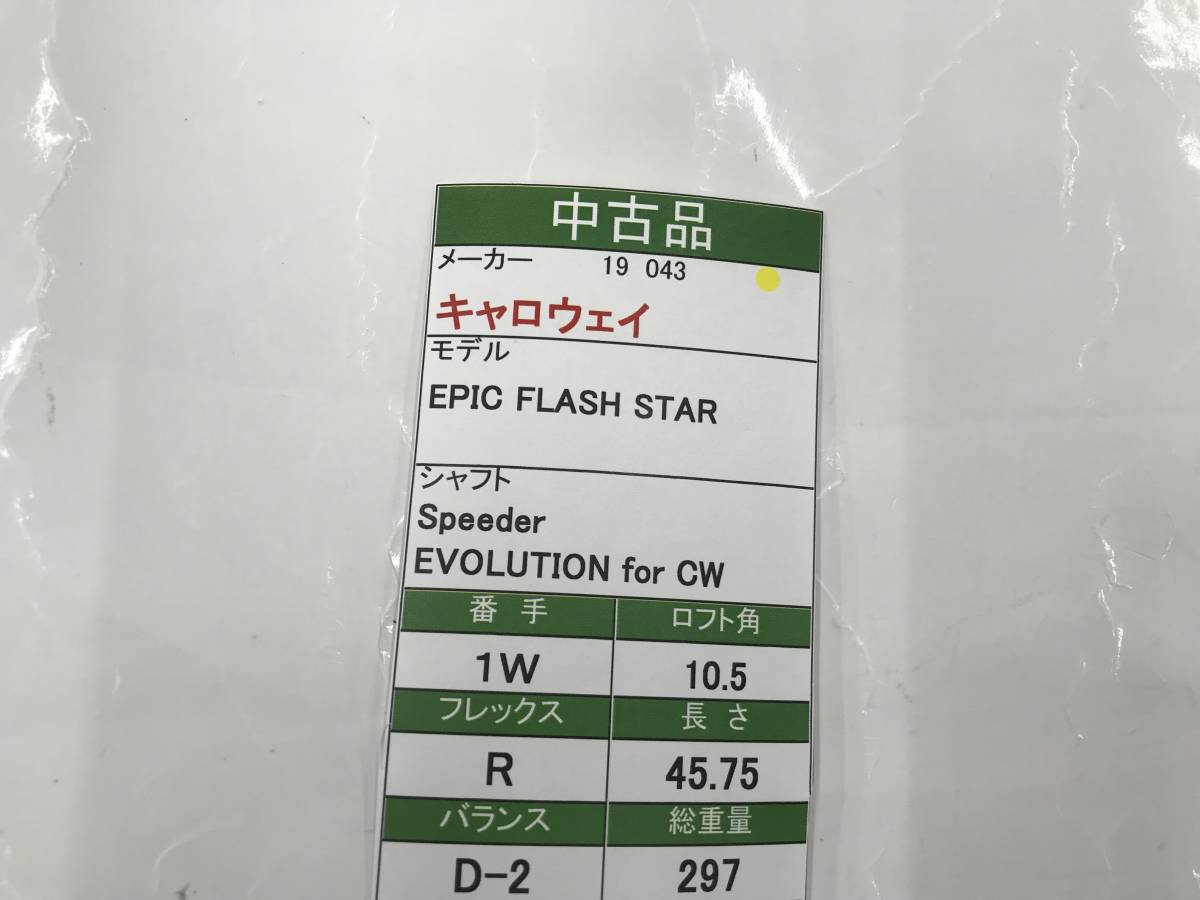 中古品
メーカー 19 043
キャロウェイ
モデル
EPIC FLASH STAR
シャフト
Speeder
EVOLUTION for CW
番手 ロフト角
1W 10.5
フレックス 長さ
R 45.75
バランス 総重量
D-2 297